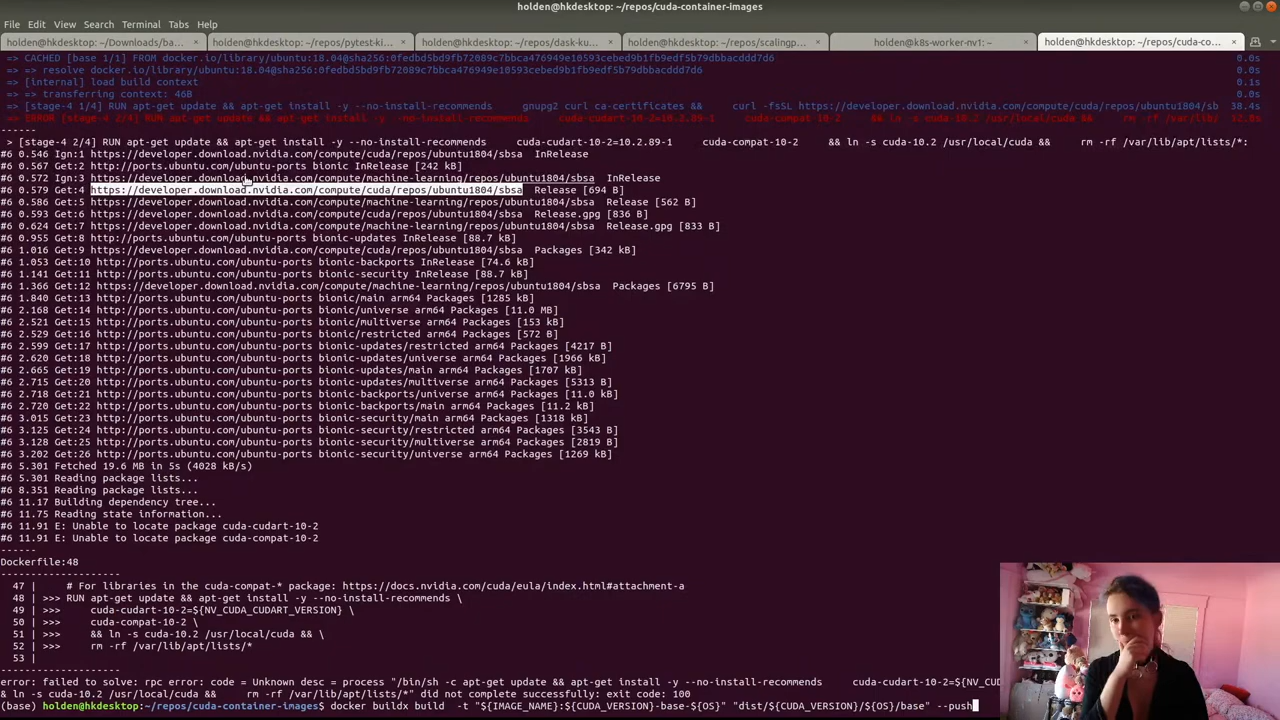 holden@hkdesktop: ~/repos/cuda-container-images
File Edit View Search Terminal Tabs Help
holden@hkdesktop: ~/Downloads/ba... × holden@hkdesktop: ~/repos/pytest-ki... × holden@hkdesktop: ~/repos/dask-ku... × holden@hkdesktop: ~/repos/scalingp... × holden@k8s-worker-nv1: ~ × holden@hkdesktop: ~/repos/cuda-co... ×
=> CACHED [base 1/1] FROM docker.io/library/ubuntu:18.04@sha256:0fedbd5bd9fb72089c7bbca476949e10593cebed9b1fb9edf5b79dbbacddd7d6 0.0s
=> resolve docker.io/library/ubuntu:18.04@sha256:0fedbd5bd9fb72089c7bbca476949e10593cebed9b1fb9edf5b79dbbacddd7d6 0.0s
=> [internal] load build context 0.1s
=> transferring context: 46B 0.0s
=> [stage-4 1/4] RUN apt-get update && apt-get install -y --no-install-recommends gnupg2 curl ca-certificates && curl -fsSL https://developer.download.nvidia.com/compute/cuda/repos/ubuntu1804/sb 38.4s
=> ERROR [stage-4 2/4] RUN apt-get update && apt-get install -y --no-install-recommends cuda-cudart-10-2=10.2.89-1 cuda-compat-10-2 && ln -s cuda-10.2 /usr/local/cuda && rm -rf /var/lib/ 12.8s
------
> [stage-4 2/4] RUN apt-get update && apt-get install -y --no-install-recommends cuda-cudart-10-2=10.2.89-1 cuda-compat-10-2 && ln -s cuda-10.2 /usr/local/cuda && rm -rf /var/lib/apt/lists/*:
#6 0.546 Ign:1 https://developer.download.nvidia.com/compute/cuda/repos/ubuntu1804/sbsa InRelease
#6 0.567 Get:2 http://ports.ubuntu.com/ubuntu-ports bionic InRelease [242 kB]
#6 0.572 Ign:3 https://developer.download.nvidia.com/compute/machine-learning/repos/ubuntu1804/sbsa InRelease
#6 0.579 Get:4 https://developer.download.nvidia.com/compute/cuda/repos/ubuntu1804/sbsa Release [694 B]
#6 0.586 Get:5 https://developer.download.nvidia.com/compute/machine-learning/repos/ubuntu1804/sbsa Release [562 B]
#6 0.593 Get:6 https://developer.download.nvidia.com/compute/cuda/repos/ubuntu1804/sbsa Release.gpg [836 B]
#6 0.624 Get:7 https://developer.download.nvidia.com/compute/machine-learning/repos/ubuntu1804/sbsa Release.gpg [833 B]
#6 0.955 Get:8 http://ports.ubuntu.com/ubuntu-ports bionic-updates InRelease [88.7 kB]
#6 1.016 Get:9 https://developer.download.nvidia.com/compute/cuda/repos/ubuntu1804/sbsa Packages [342 kB]
#6 1.053 Get:10 http://ports.ubuntu.com/ubuntu-ports bionic-backports InRelease [74.6 kB]
#6 1.141 Get:11 http://ports.ubuntu.com/ubuntu-ports bionic-security InRelease [88.7 kB]
#6 1.366 Get:12 https://developer.download.nvidia.com/compute/machine-learning/repos/ubuntu1804/sbsa Packages [6795 B]
#6 1.840 Get:13 http://ports.ubuntu.com/ubuntu-ports bionic/main arm64 Packages [1285 kB]
#6 2.168 Get:14 http://ports.ubuntu.com/ubuntu-ports bionic/universe arm64 Packages [11.0 MB]
#6 2.521 Get:15 http://ports.ubuntu.com/ubuntu-ports bionic/multiverse arm64 Packages [153 kB]
#6 2.529 Get:16 http://ports.ubuntu.com/ubuntu-ports bionic/restricted arm64 Packages [572 B]
#6 2.599 Get:17 http://ports.ubuntu.com/ubuntu-ports bionic-updates/restricted arm64 Packages [4217 B]
#6 2.620 Get:18 http://ports.ubuntu.com/ubuntu-ports bionic-updates/universe arm64 Packages [1966 kB]
#6 2.665 Get:19 http://ports.ubuntu.com/ubuntu-ports bionic-updates/main arm64 Packages [1707 kB]
#6 2.715 Get:20 http://ports.ubuntu.com/ubuntu-ports bionic-updates/multiverse arm64 Packages [5313 B]
#6 2.718 Get:21 http://ports.ubuntu.com/ubuntu-ports bionic-backports/universe arm64 Packages [11.0 kB]
#6 2.720 Get:22 http://ports.ubuntu.com/ubuntu-ports bionic-backports/main arm64 Packages [11.2 kB]
#6 3.015 Get:23 http://ports.ubuntu.com/ubuntu-ports bionic-security/main arm64 Packages [1318 kB]
#6 3.125 Get:24 http://ports.ubuntu.com/ubuntu-ports bionic-security/restricted arm64 Packages [3543 B]
#6 3.128 Get:25 http://ports.ubuntu.com/ubuntu-ports bionic-security/multiverse arm64 Packages [2819 B]
#6 3.202 Get:26 http://ports.ubuntu.com/ubuntu-ports bionic-security/universe arm64 Packages [1269 kB]
#6 5.301 Fetched 19.6 MB in 5s (4028 kB/s)
#6 5.301 Reading package lists...
#6 8.351 Reading package lists...
#6 11.17 Building dependency tree...
#6 11.75 Reading state information...
#6 11.91 E: Unable to locate package cuda-cudart-10-2
#6 11.91 E: Unable to locate package cuda-compat-10-2
------
Dockerfile:48
--------------------
47 | # For libraries in the cuda-compat-* package: https://docs.nvidia.com/cuda/eula/index.html#attachment-a
48 | >>> RUN apt-get update && apt-get install -y --no-install-recommends \
49 | >>> cuda-cudart-10-2=${NV_CUDA_CUDART_VERSION} \
50 | >>> cuda-compat-10-2 \
51 | >>> && ln -s cuda-10.2 /usr/local/cuda && \
52 | >>> rm -rf /var/lib/apt/lists/*
53 |
--------------------
error: failed to solve: rpc error: code = Unknown desc = process "/bin/sh -c apt-get update && apt-get install -y --no-install-recommends cuda-cudart-10-2=${NV_CUD
& ln -s cuda-10.2 /usr/local/cuda && rm -rf /var/lib/apt/lists/*" did not complete successfully: exit code: 100
(base) holden@hkdesktop:~/repos/cuda-container-images$ docker buildx build -t "${IMAGE_NAME}:${CUDA_VERSION}-base-${OS}" "dist/${CUDA_VERSION}/${OS}/base" --push